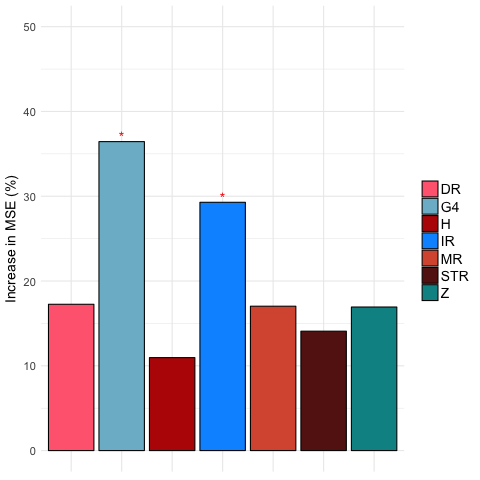 50
40
30
20
10
0
Increase in MSE (%)
*
*
DR
G4
H
IR
MR
STR
Z